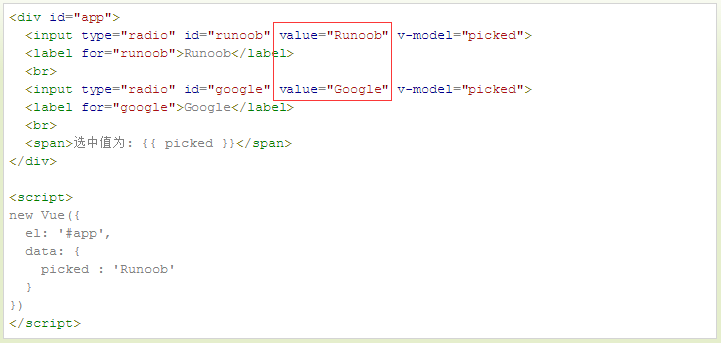 <div id="app">
  <input type="radio" id="runoob" value="Runoob" v-model="picked">
  <label for="runoob">Runoob</label>
  <br>
  <input type="radio" id="google" value="Google" v-model="picked">
  <label for="google">Google</label>
  <br>
  <span>选中值为: {{ picked }}</span>
</div>

<script>
new Vue({
  el: '#app',
  data: {
    picked : 'Runoob'
  }
})
</script>